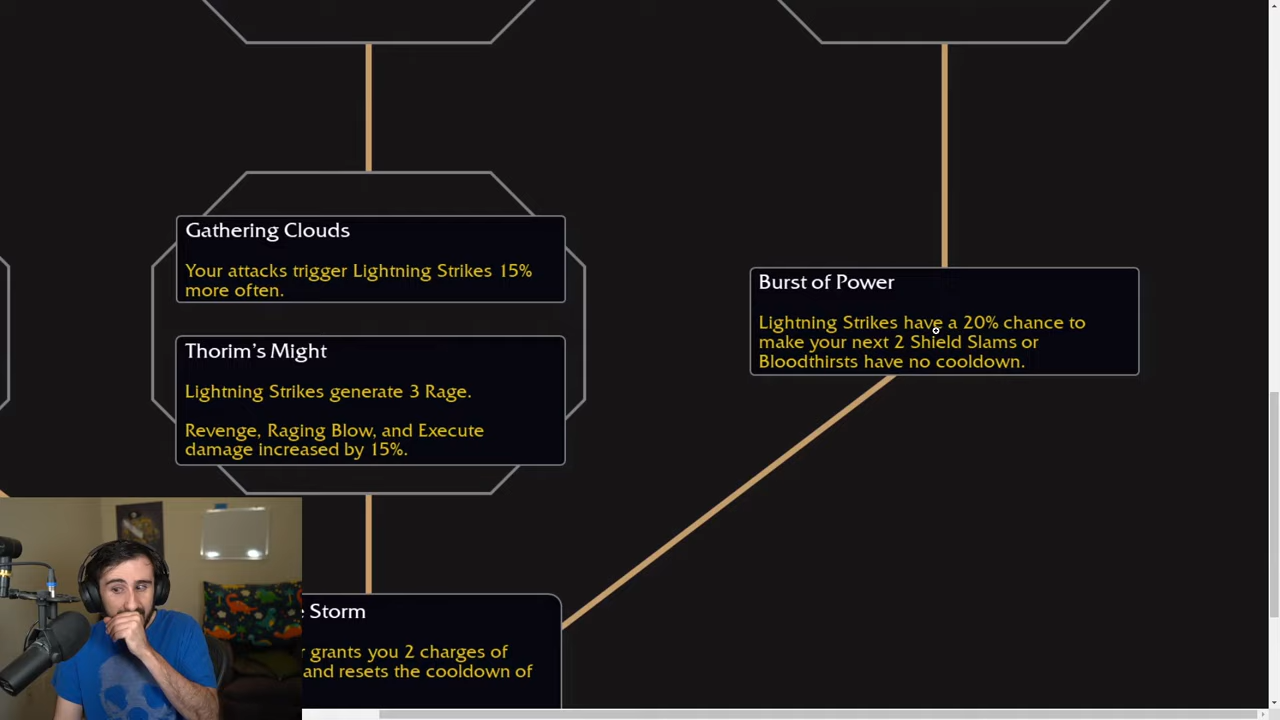 Gathering Clouds
Your attacks trigger Lightning Strikes 15%
more often.
Thorim's Might
Lightning Strikes generate 3 Rage.
Revenge, Raging Blow, and Execute
damage increased by 15%.
Burst of Power
Lightning Strikes have a 20% chance to
make your next 2 Shield Slams or
Bloodthirsts have no cooldown.
Storm
grants you 2 charges of
and resets the cooldown of